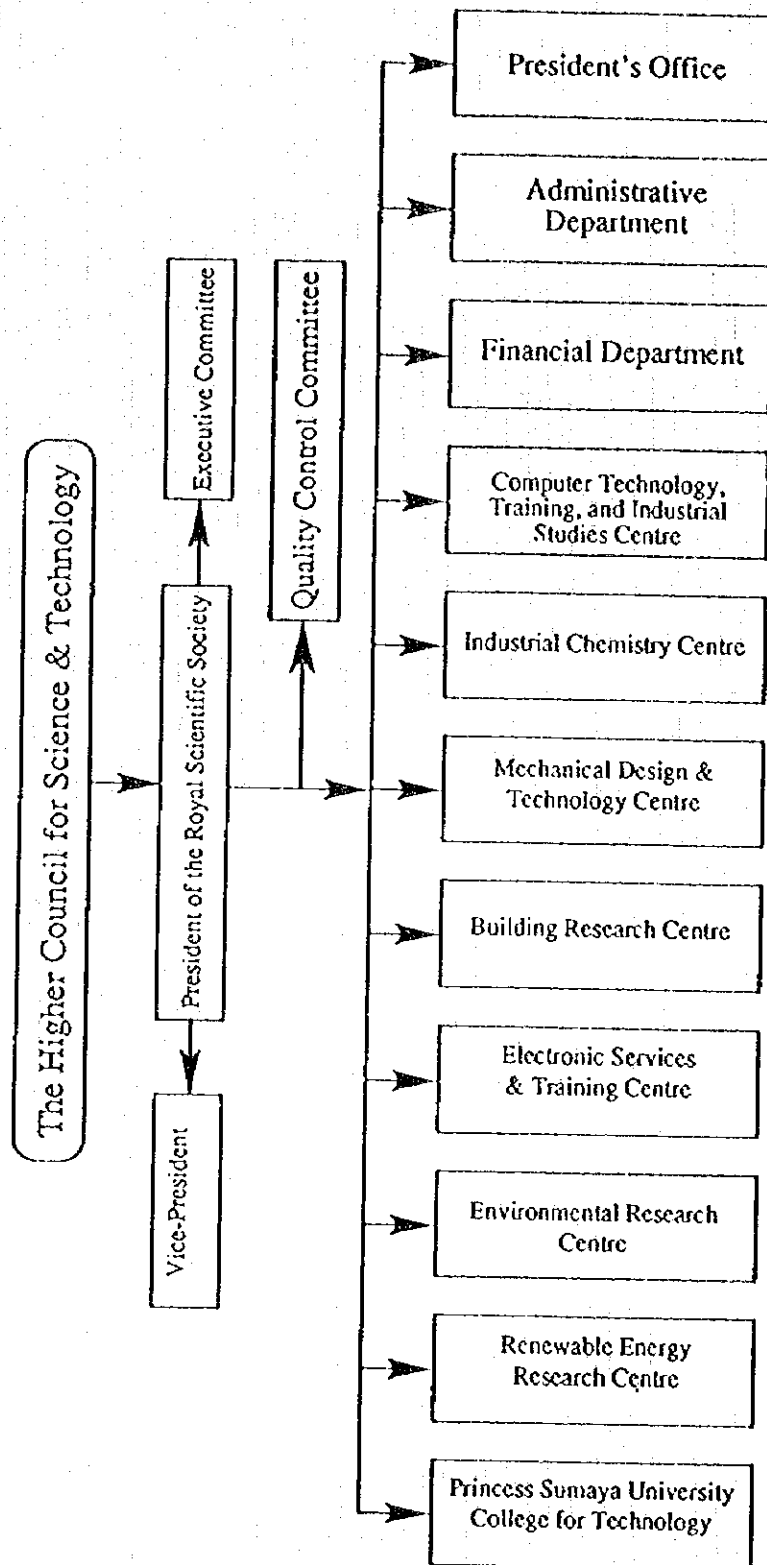 The Higher Council for Science & Technology
Vice-President
President of the Royal Scientific Society
Executive Committee
Quality Control Committee
President's Office
Administrative
Department
Financial Department
Computer Technology,
Training, and Industrial
Studies Centre
Industrial Chemistry Centre
Mechanical Design &
Technology Centre
Building Research Centre
Electronic Services
& Training Centre
Environmental Research
Centre
Renewable Energy
Research Centre
Princess Sumaya University
College for Technology